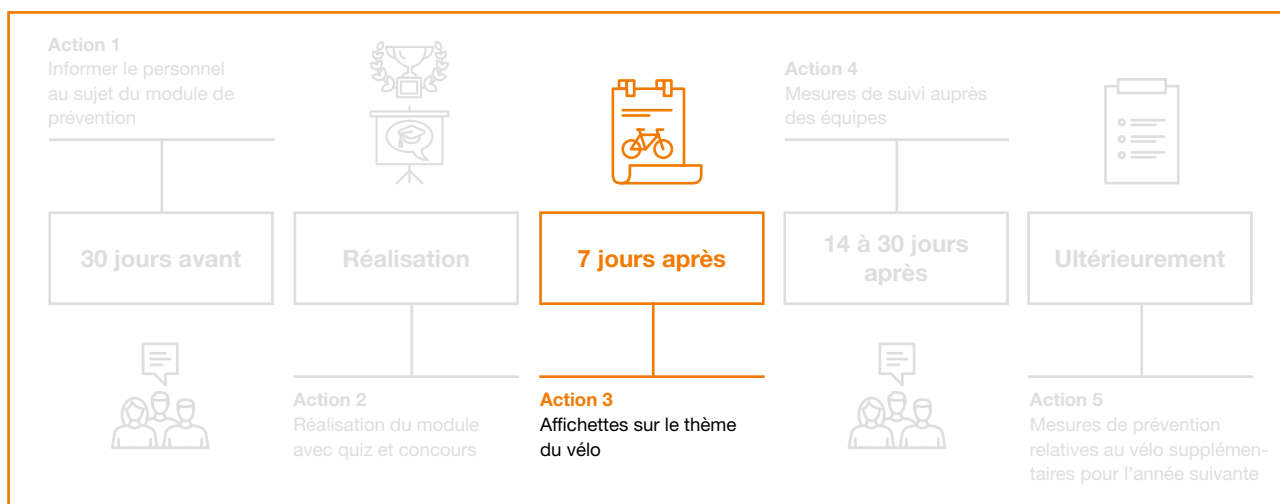 Action 1
Informer le personnel
au sujet du module de
prévention
30 jours avant
Réalisation
Action 2
Réalisation du module
avec quiz et concours
7 jours après
Action 3
Affichettes sur le thème
du vélo
Action 4
Mesures de suivi auprès
des équipes
14 à 30 jours
après
Ultérieurement
Action 5
Mesures de prévention
relatives au vélo supplémen-
taires pour l’année suivante